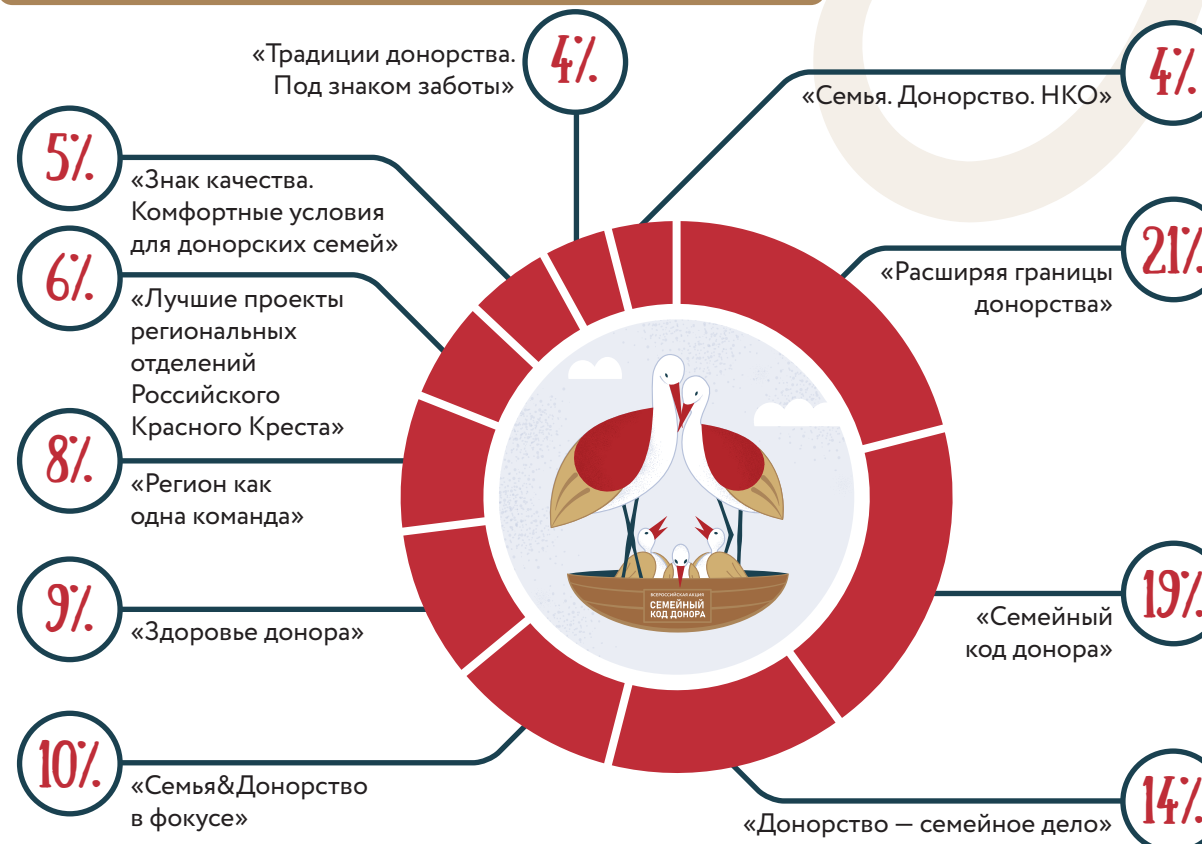 4%
«Традиции донорства.
Под знаком заботы»
4%
«Семья. Донорство. НКО»
5%
«Знак качества.
Комфортные условия
для донорских семей»
21%
«Расширяя границы
донорства»
6%
«Лучшие проекты
региональных
отделений
Российского
Красного Креста»
8%
«Регион как
одна команда»
19%
«Семейный
код донора»
9%
«Здоровье донора»
10%
«Семья&Донорство
в фокусе»
14%
«Донорство — семейное дело»
ВСЕРОССИЙСКАЯ АКЦИЯ
СЕМЕЙНЫЙ
КОД ДОНОРА